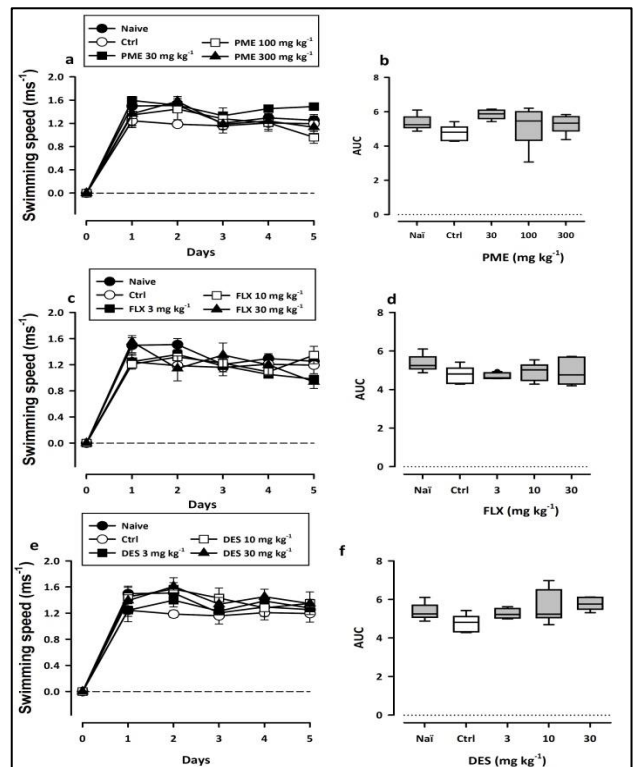 Naive
Ctrl PME 100 mg kg⁻¹
PME 30 mg kg⁻¹ PME 300 mg kg⁻¹
a
Swimming speed (ms⁻¹)
2.0
1.6
1.2
0.8
0.4
0.0
0 1 2 3 4 5
Days
b
AUC
8
6
4
2
0
Naï Ctrl 30 100 300
PME (mg kg⁻¹)
Naive
Ctrl FLX 10 mg kg⁻¹
FLX 3 mg kg⁻¹ FLX 30 mg kg⁻¹
c
Swimming speed (ms⁻¹)
2.0
1.6
1.2
0.8
0.4
0.0
0 1 2 3 4 5
Days
d
AUC
8
6
4
2
0
Naï Ctrl 3 10 30
FLX (mg kg⁻¹)
Naive
Ctrl DES 10 mg kg⁻¹
DES 3 mg kg⁻¹ DES 30 mg kg⁻¹
e
Swimming speed (ms⁻¹)
2.0
1.6
1.2
0.8
0.4
0.0
0 1 2 3 4 5
Days
f
AUC
8
6
4
2
0
Naï Ctrl 3 10 30
DES (mg kg⁻¹)